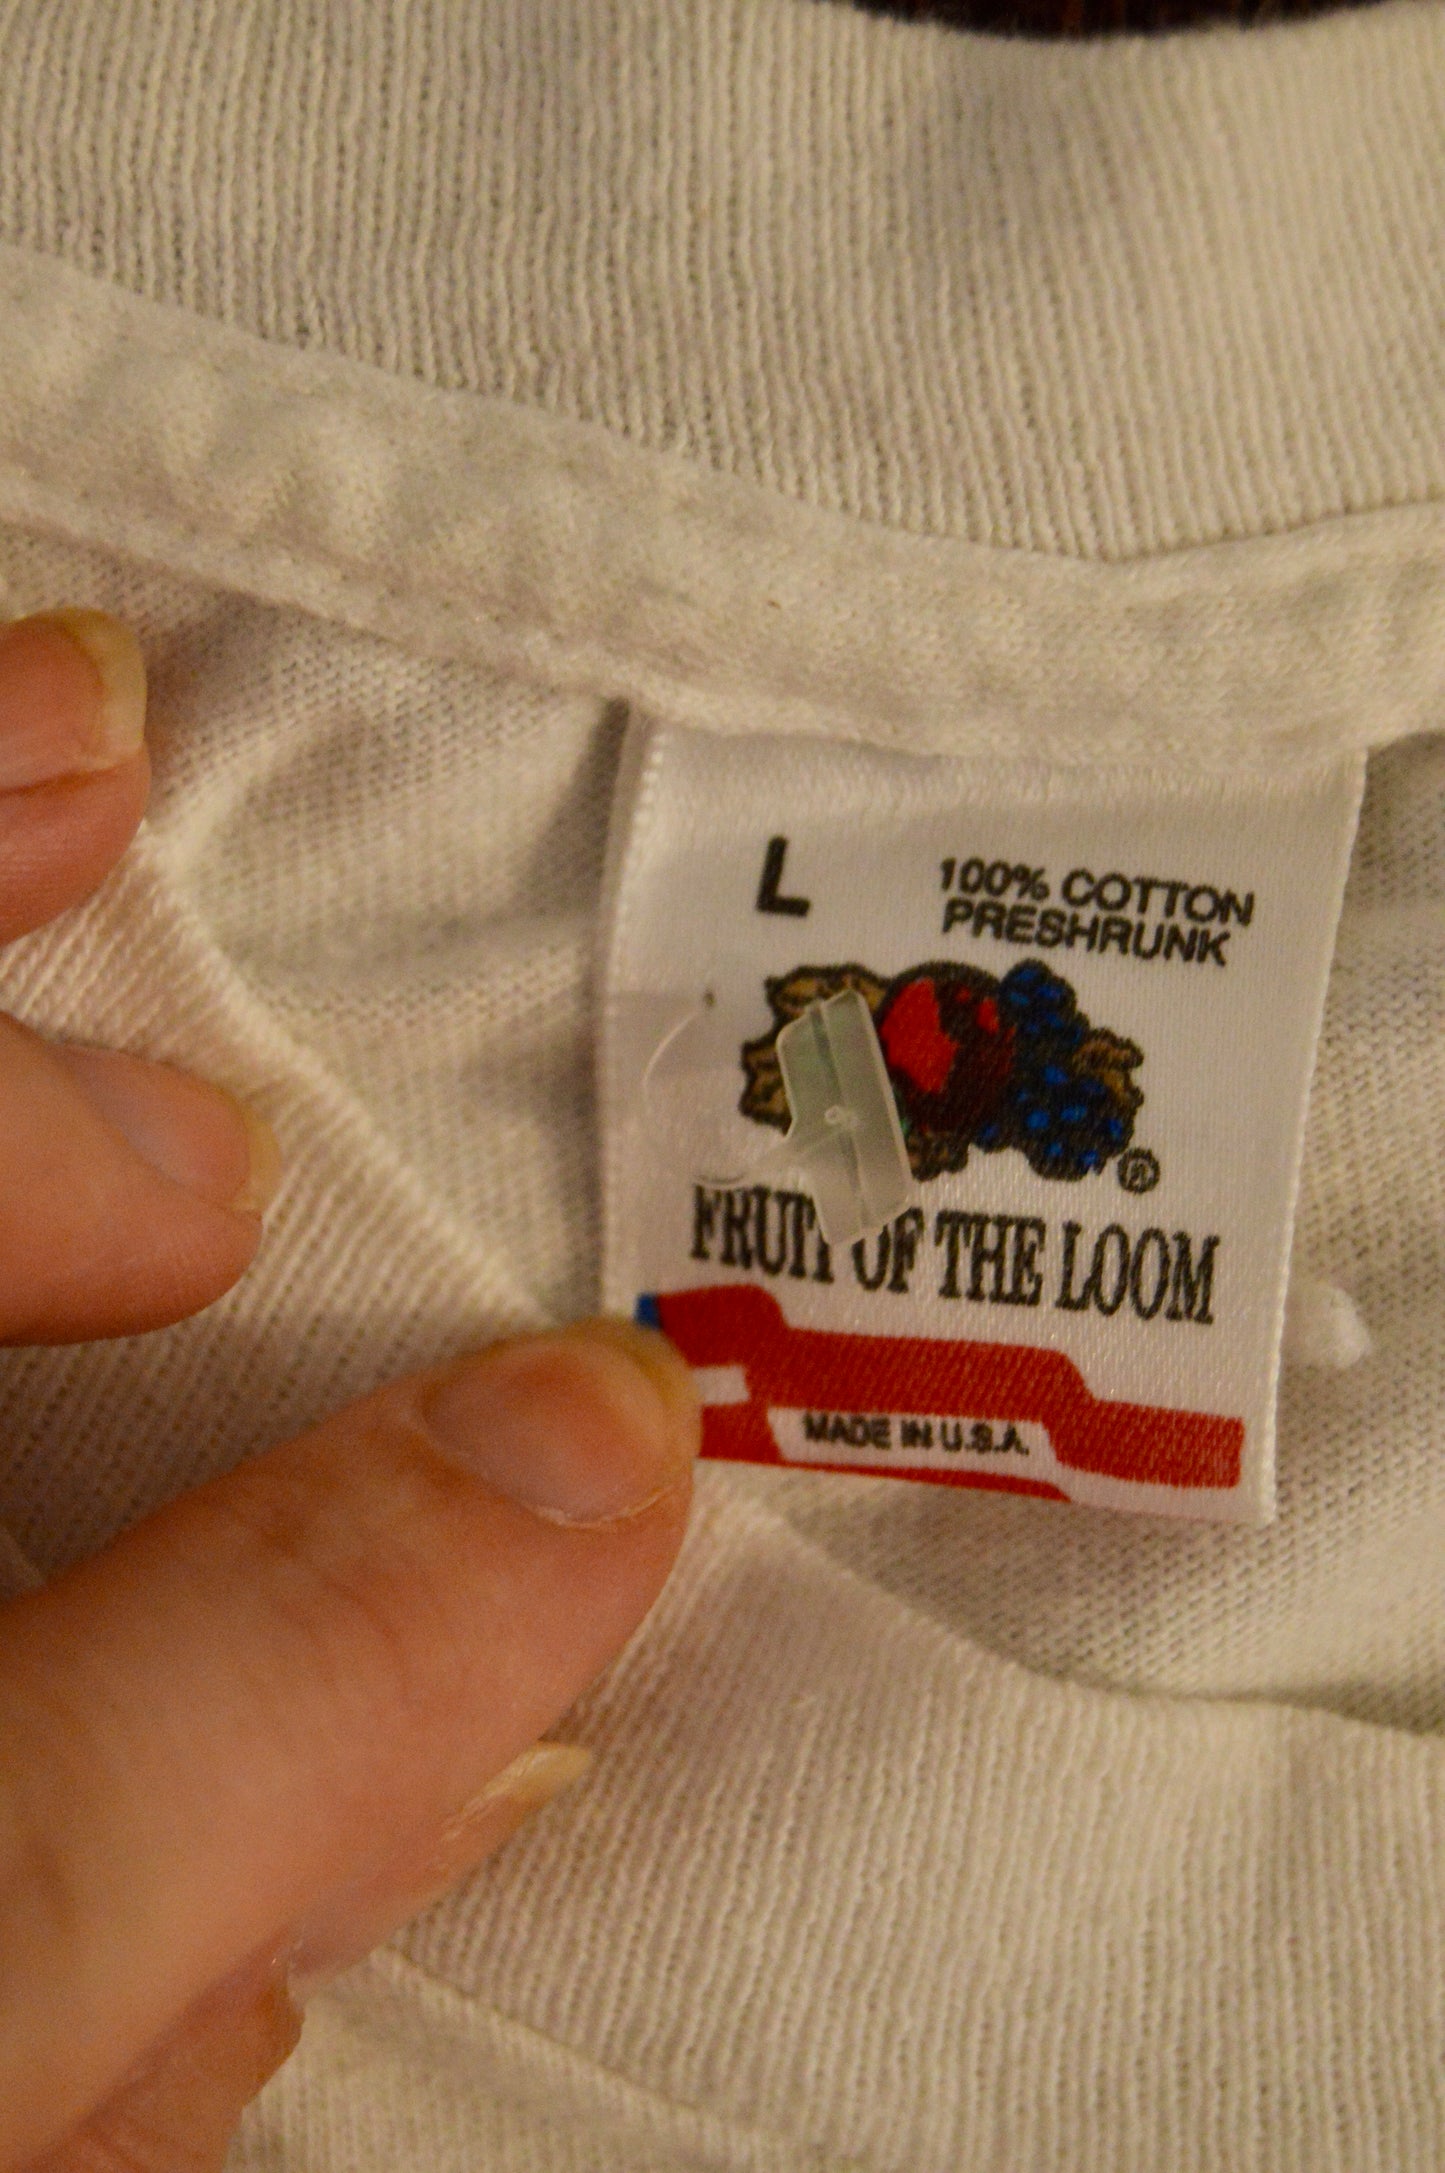 L
100% COTTON
PRESHRUNK
®
FRUIT OF THE LOOM
MADE IN U.S.A.